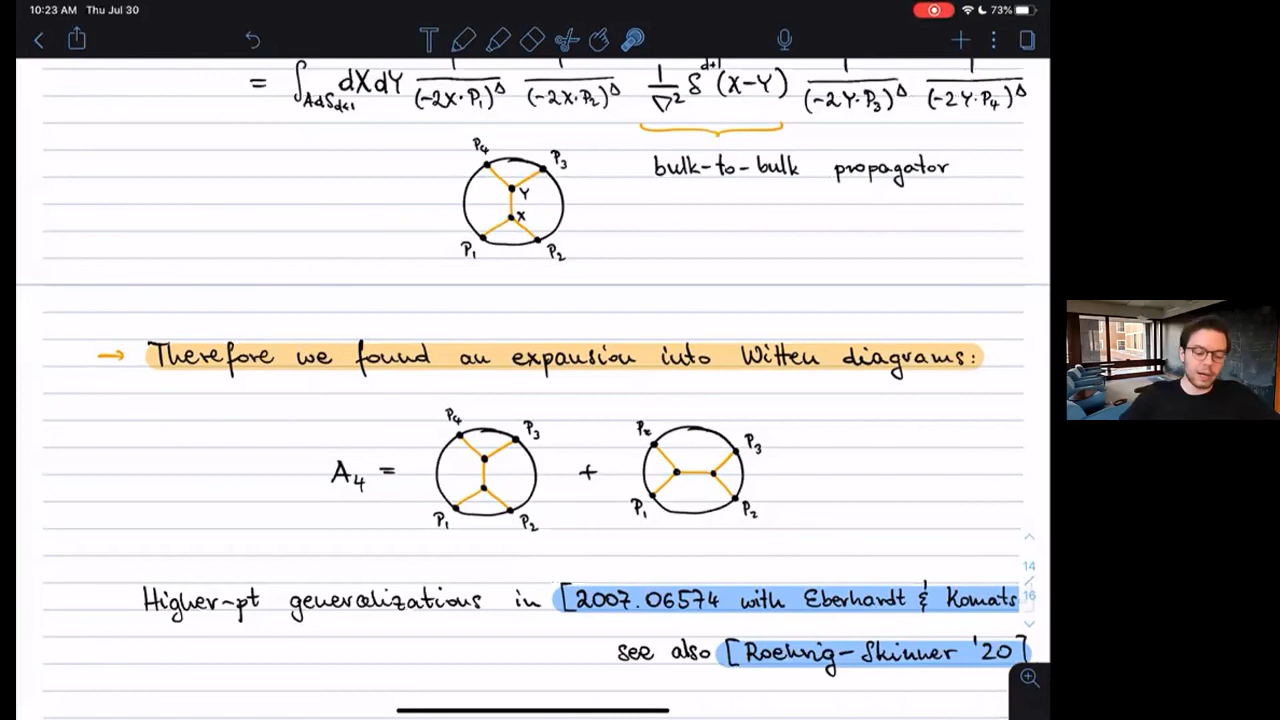 10:23 AM Thu Jul 30
73%
= ∫_{AdS_{d+1}} dX dY 1/(-2X·P₁)^Δ 1/(-2X·P₂)^Δ 1/∇² δ^{d+1}(X-Y) 1/(-2Y·P₃)^Δ 1/(-2Y·P₄)^Δ
bulk-to-bulk propagator
P₄ P₃
Y
X
P₁ P₂
→ Therefore we found an expansion into Witten diagrams:
P₄ P₃ P₄ P₃
A₄ = +
P₁ P₂ P₁ P₂
14
Higher-pt generalizations in [2007.06574 with Eberhardt & Komats
16
see also [Roehrig-Skinner '20]